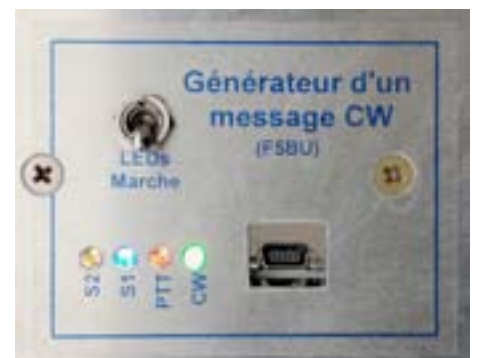 Générateur d'un
message CW
(F5BU)
LEDs
Marche
S2
S1
PTT
CW